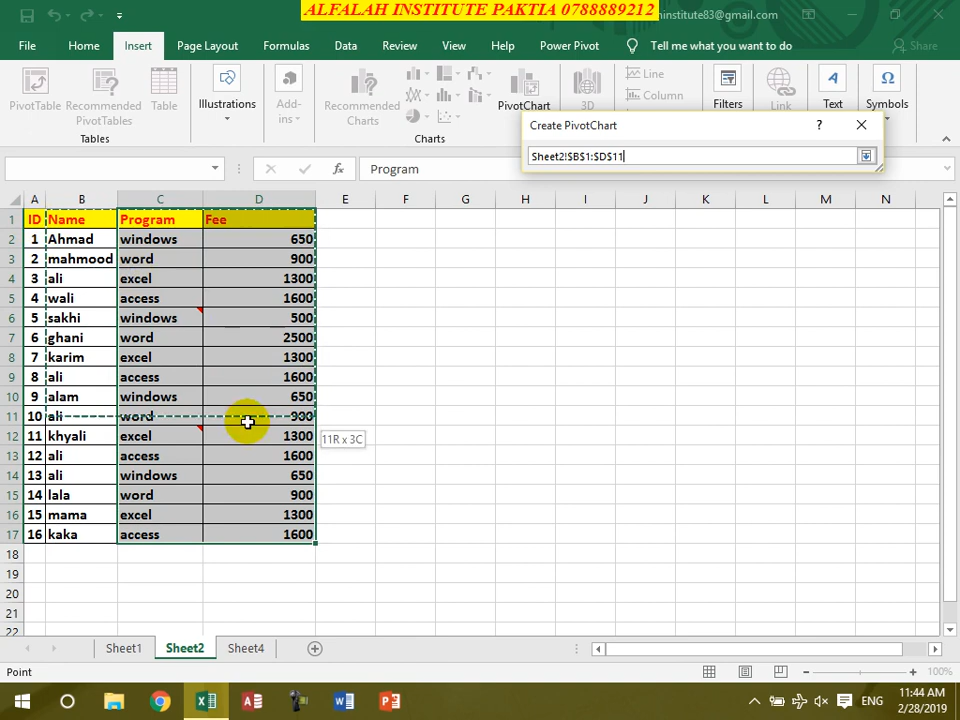 ALFALAH INSTITUTE PAKTIA 0788889212
ninstitute83@gmail.com
File Home Insert Page Layout Formulas Data Review View Help Power Pivot Tell me what you want to do Share
PivotTable Recommended PivotTables Table Illustrations Add-ins Recommended Charts PivotChart 3D Line Column Filters Link Text Symbols
Tables Charts
Create PivotChart ?
Sheet2!$B$1:$D$11
fx Program
A B C D E F G H I J K L M N
1 ID Name Program Fee
2 1 Ahmad windows 650
3 2 mahmood word 900
4 3 ali excel 1300
5 4 wali access 1600
6 5 sakhi windows 500
7 6 ghani word 2500
8 7 karim excel 1300
9 8 ali access 1600
10 9 alam windows 650
11 10 ali word 900
12 11 khyali excel 1300
11R x 3C
13 12 ali access 1600
14 13 ali windows 650
15 14 lala word 900
16 15 mama excel 1300
17 16 kaka access 1600
18
19
20
21
22
Sheet1 Sheet2 Sheet4
Point 100%
ENG 11:44 AM
2/28/2019